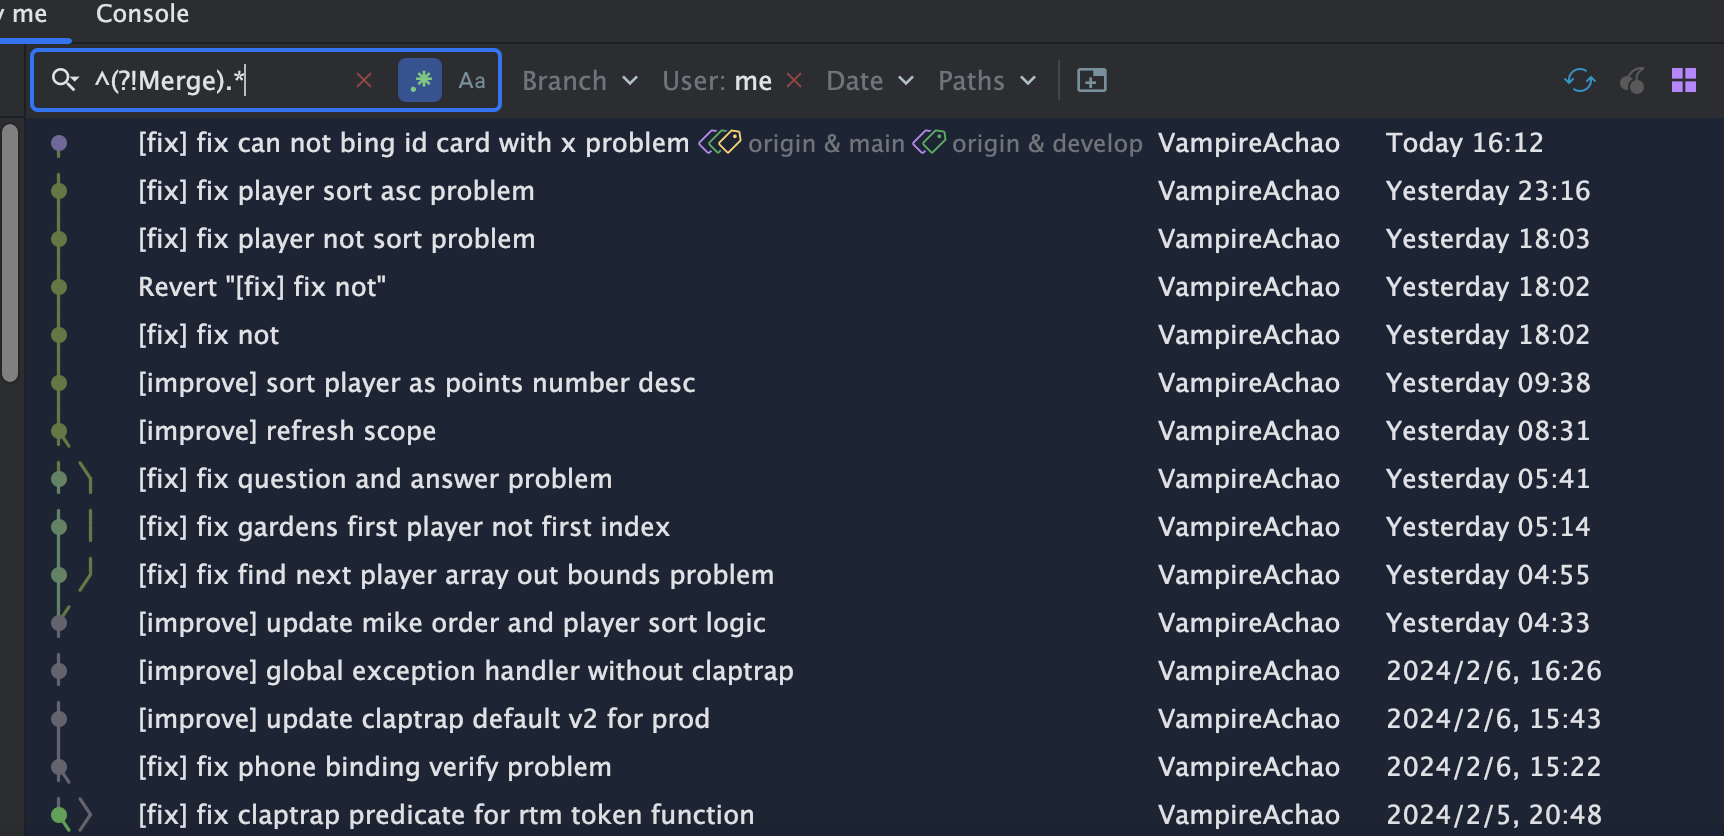 me Console
^(?!Merge).* .* Aa Branch User: me Date Paths
[fix] fix can not bing id card with x problem origin & main origin & develop VampireAchao Today 16:12
[fix] fix player sort asc problem VampireAchao Yesterday 23:16
[fix] fix player not sort problem VampireAchao Yesterday 18:03
Revert "[fix] fix not" VampireAchao Yesterday 18:02
[fix] fix not VampireAchao Yesterday 18:02
[improve] sort player as points number desc VampireAchao Yesterday 09:38
[improve] refresh scope VampireAchao Yesterday 08:31
[fix] fix question and answer problem VampireAchao Yesterday 05:41
[fix] fix gardens first player not first index VampireAchao Yesterday 05:14
[fix] fix find next player array out bounds problem VampireAchao Yesterday 04:55
[improve] update mike order and player sort logic VampireAchao Yesterday 04:33
[improve] global exception handler without claptrap VampireAchao 2024/2/6, 16:26
[improve] update claptrap default v2 for prod VampireAchao 2024/2/6, 15:43
[fix] fix phone binding verify problem VampireAchao 2024/2/6, 15:22
[fix] fix claptrap predicate for rtm token function VampireAchao 2024/2/5, 20:48